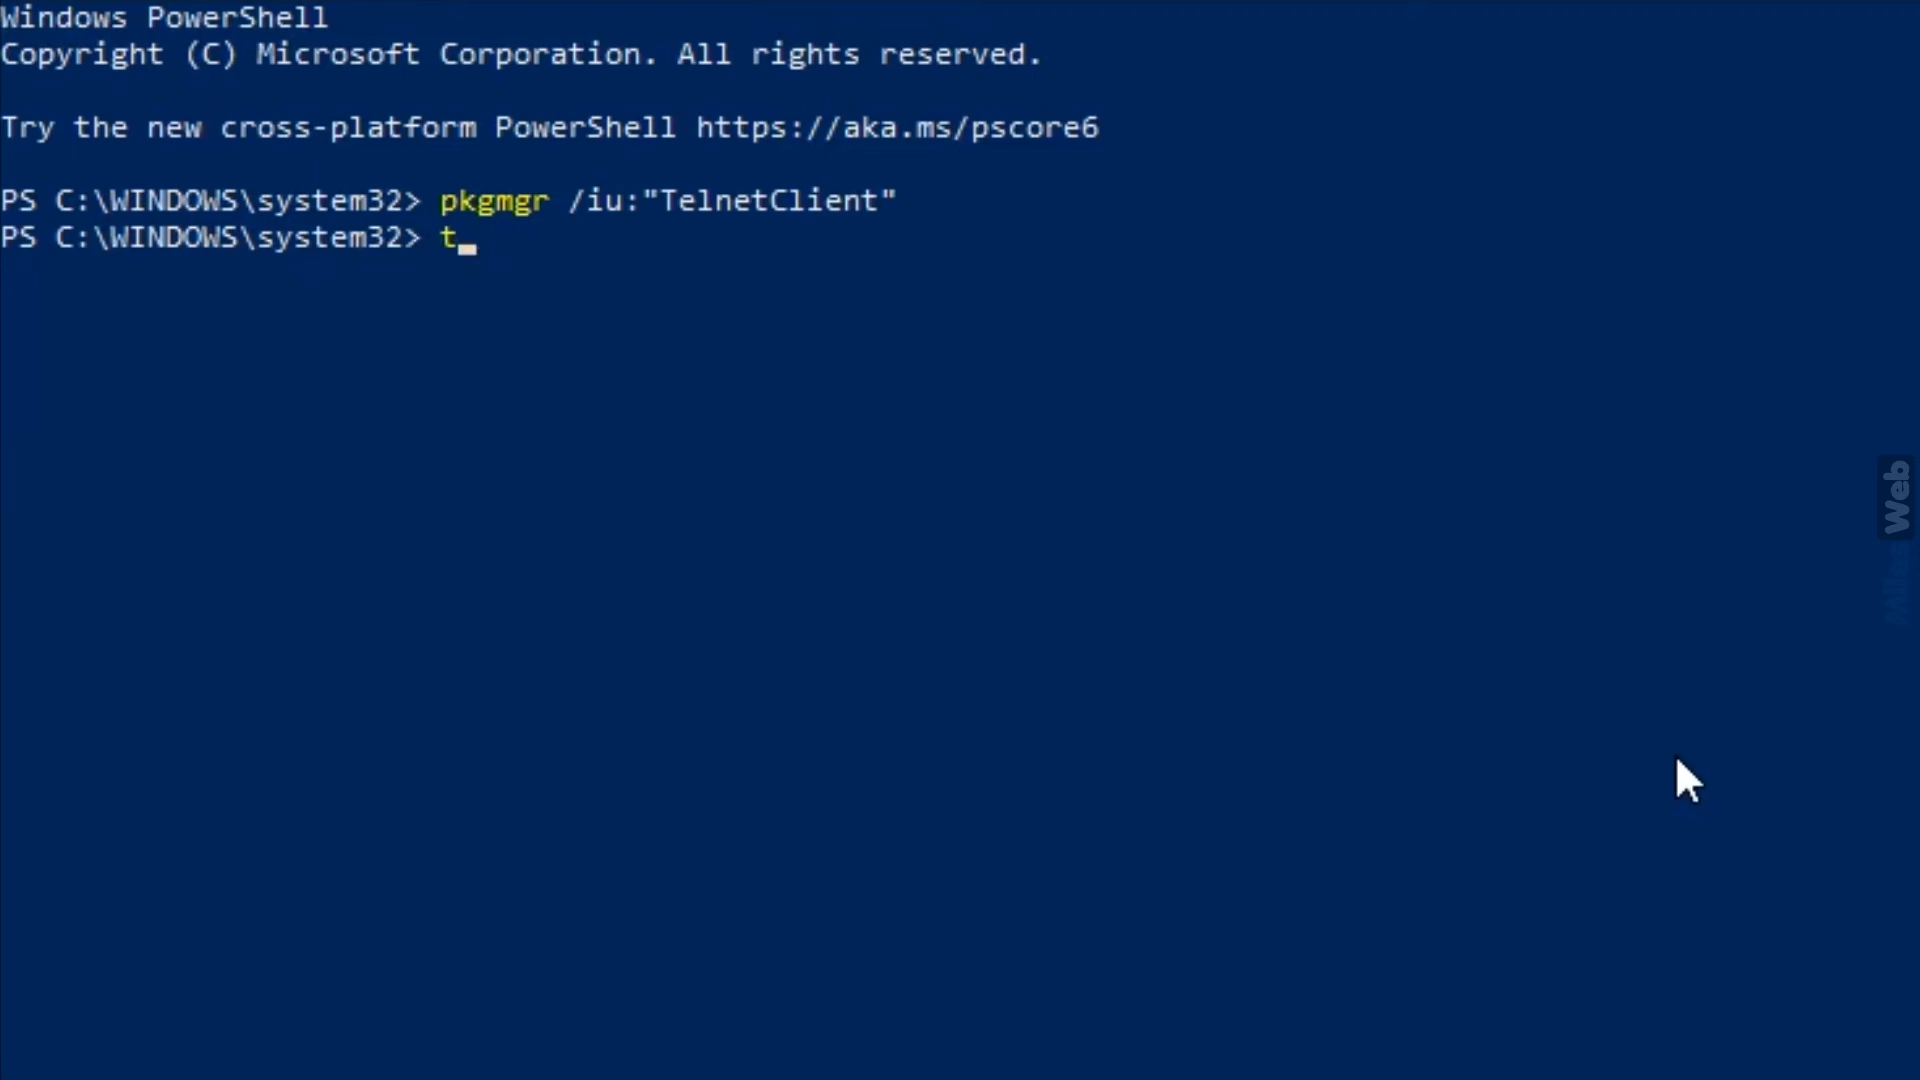 Windows PowerShell
Copyright (C) Microsoft Corporation. All rights reserved.
Try the new cross-platform PowerShell https://aka.ms/pscore6
PS C:\WINDOWS\system32> pkgmgr /iu:"TelnetClient"
PS C:\WINDOWS\system32> t
MilesWeb